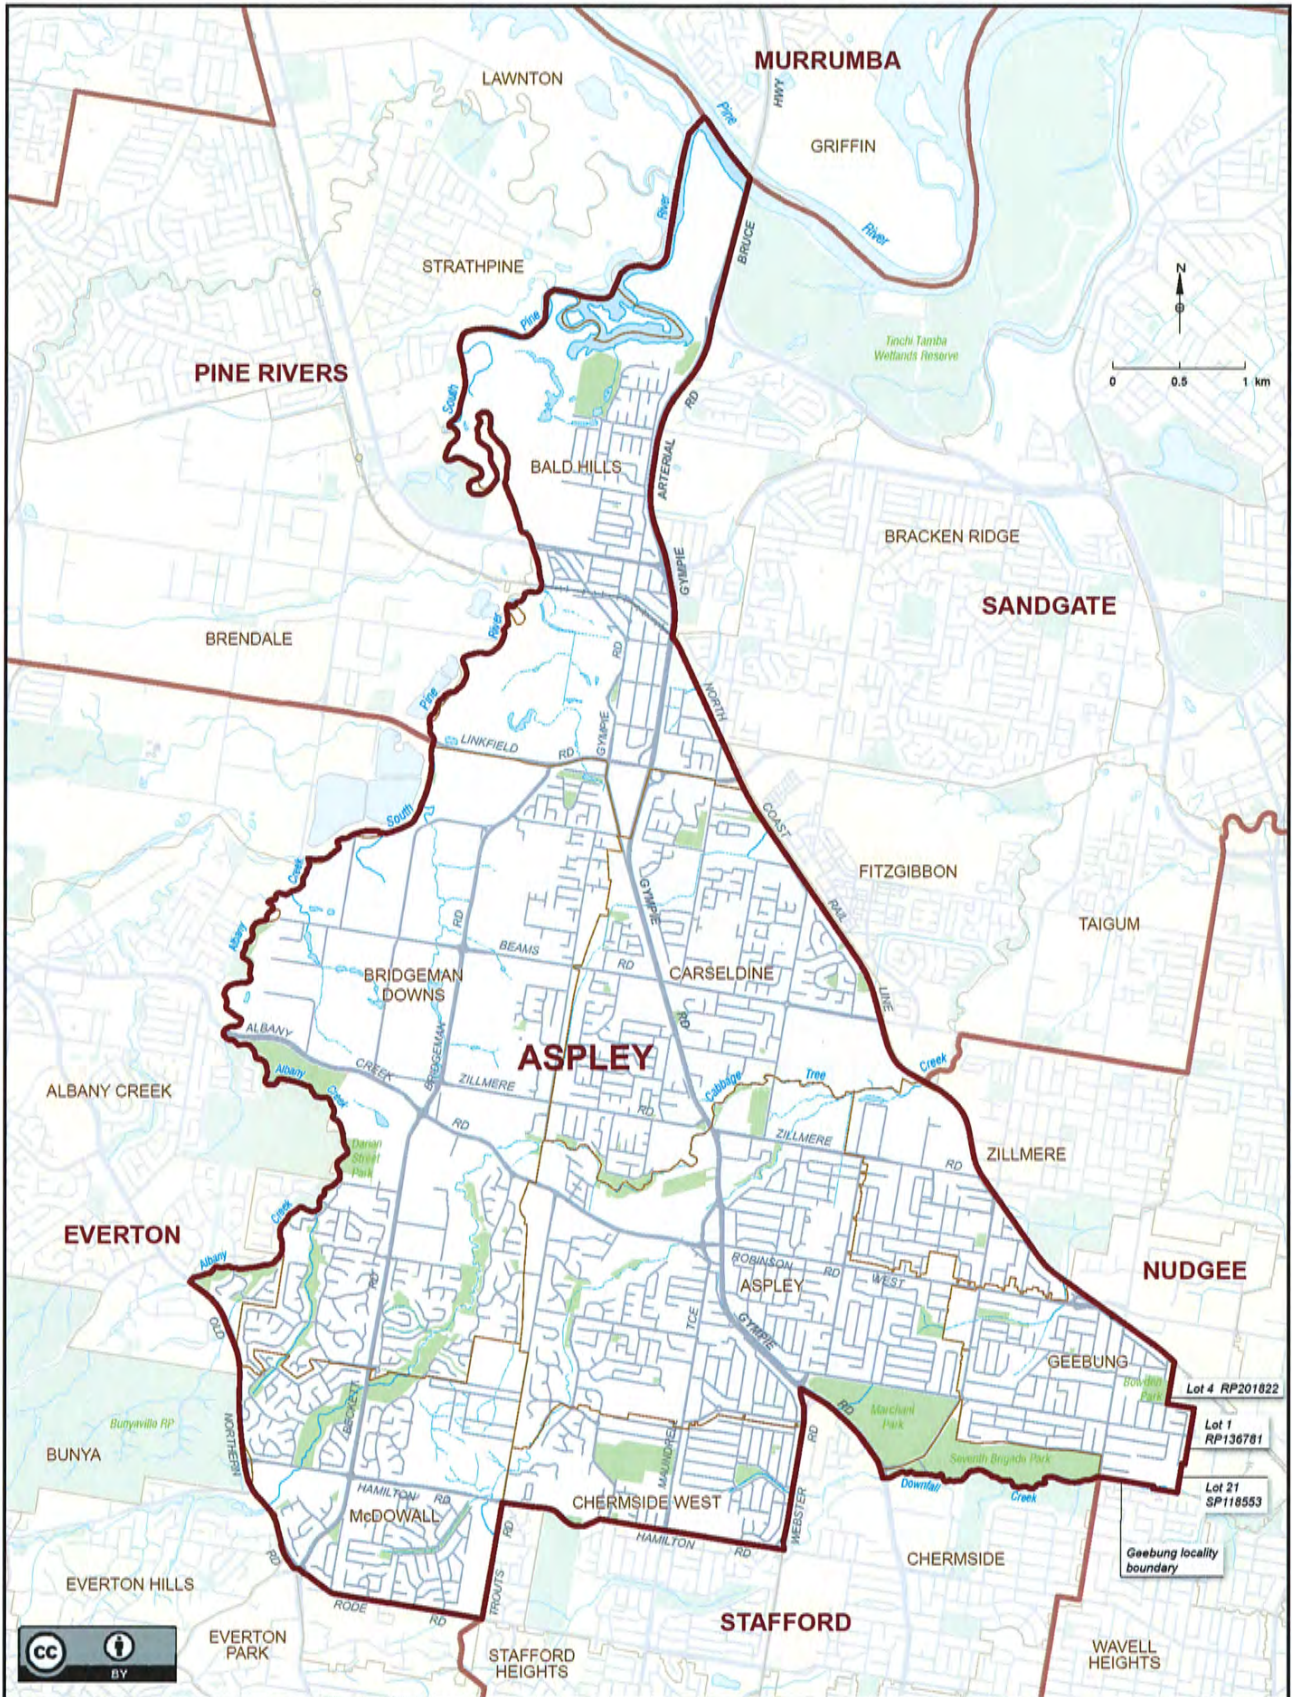 MURRUMBA
LAWNTON
HWY
Pine
GRIFFIN
River
River
BRUCE
STRATHPINE
N
Pine
Tinchi Tamba
Wetlands Reserve
PINE RIVERS
0 0.5 1 km
South
RD
BALD HILLS
ARTERIAL
BRACKEN RIDGE
GYMPIE
SANDGATE
BRENDALE
River
RD
Pine
NORTH
LINKFIELD
RD
GYMPIE
South
COAST
Creek
FITZGIBBON
GYMPIE
RAIL
TAIGUM
Albany
RD
BEAMS
RD
CARSELDINE
BRIDGEMAN
DOWNS
LINE
ALBANY
RD
BRIDGEMAN
ASPLEY
CREEK
Albany
Creek
ZILLMERE
Cabbage
Tree
Creek
ALBANY CREEK
RD
RD
ZILLMERE
RD
ZILLMERE
Darien
Street
Park
Creek
EVERTON
Albany
ROBINSON
RD
WEST
NUDGEE
ASPLEY
RD
OLD
TCE
GYMPIE
GEEBUNG
Bowden
Park
Lot 4 RP201822
BECKETT
RD
Marchant
Park
Lot 1
RP136781
Bunyaville RP
NORTHERN
BUNYA
MAUNDRELL
RD
Seventh Brigade Park
Downfall
Creek
Lot 21
SP118553
HAMILTON
RD
CHERMSIDE WEST
McDOWALL
RD
HAMILTON
RD
WEBSTER
CHERMSIDE
Geebung locality
boundary
RD
EVERTON HILLS
TROUTS
RODE
RD
STAFFORD
EVERTON
PARK
STAFFORD
HEIGHTS
WAVELL
HEIGHTS
cc
BY